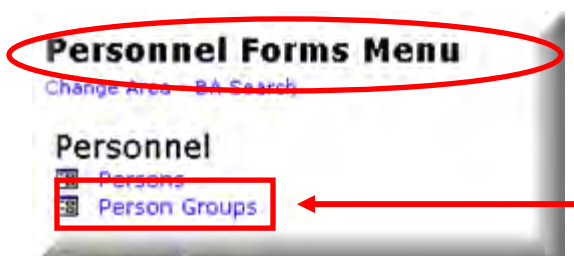 Personnel Forms Menu
Change Area BA Search
Personnel
Persons
Person Groups